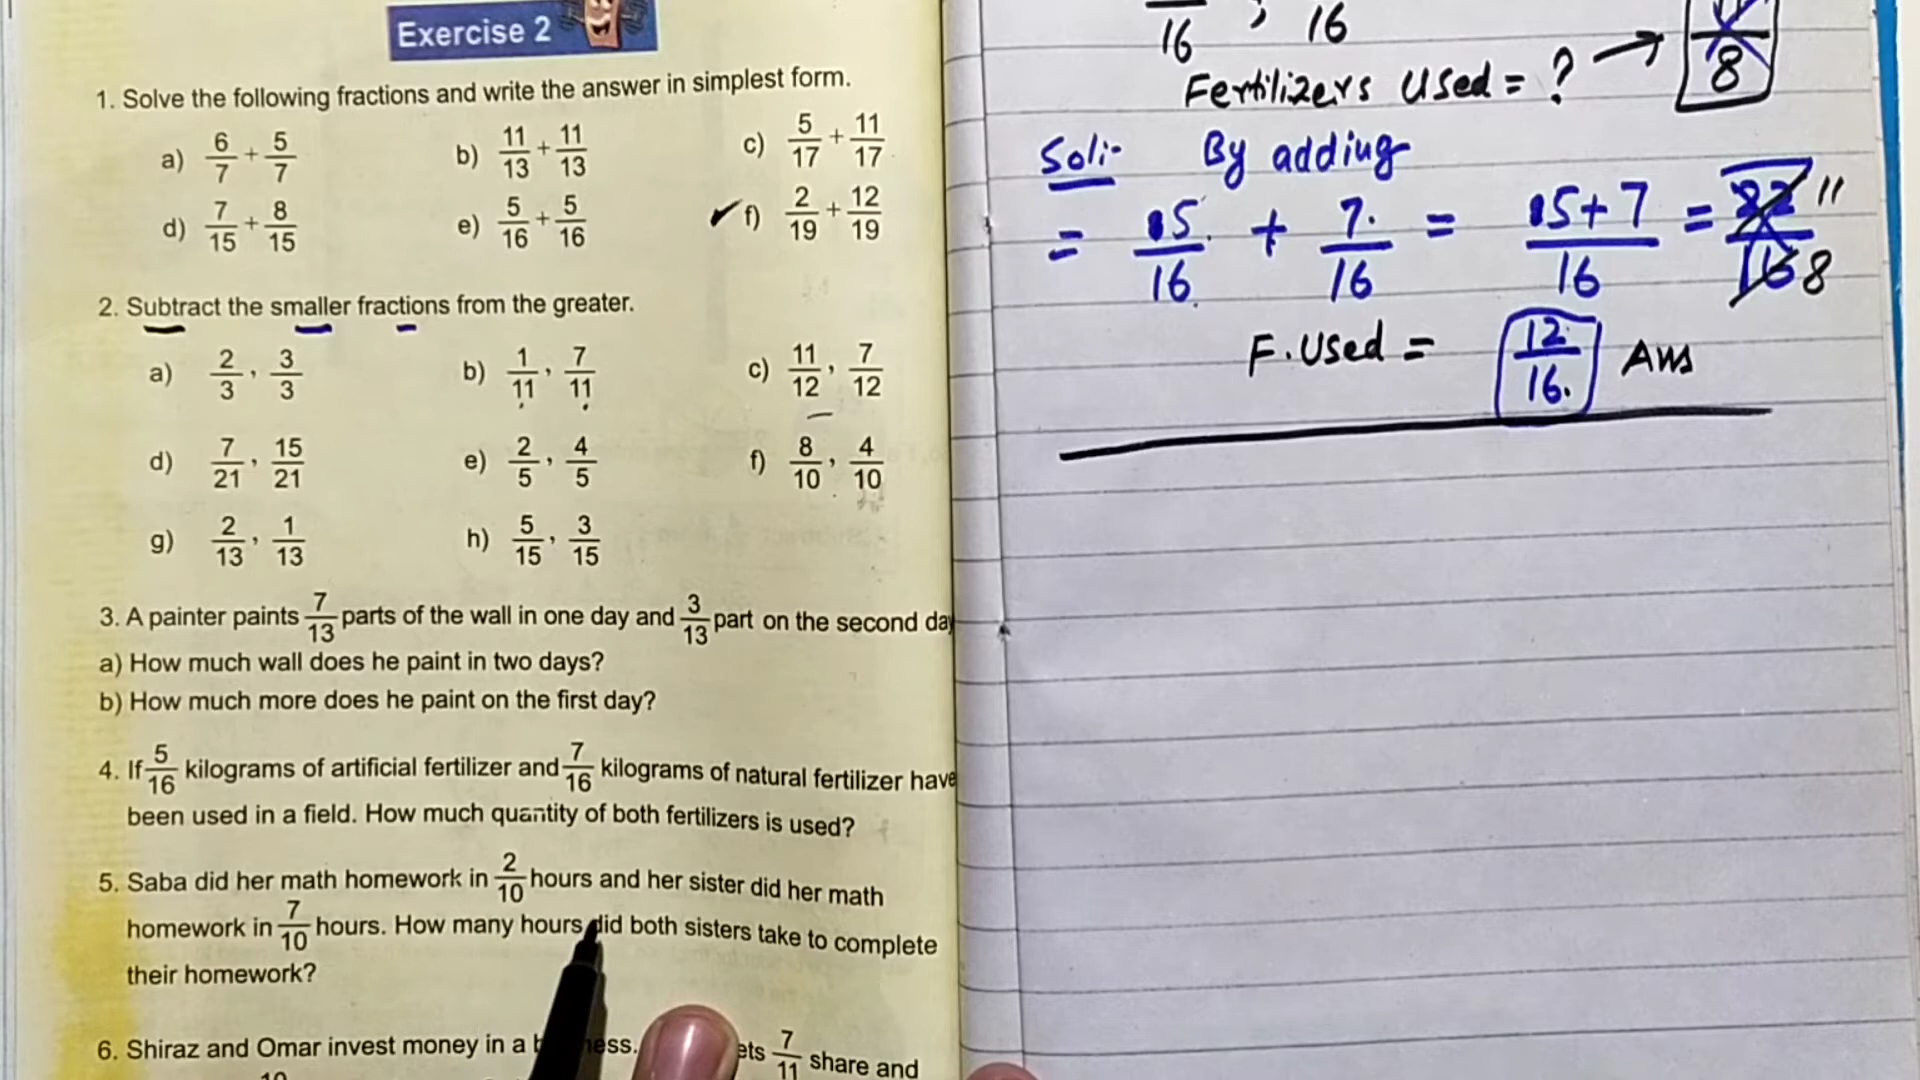 Exercise 2
1. Solve the following fractions and write the answer in simplest form.
a) 6/7 + 5/7 b) 11/13 + 11/13 c) 5/17 + 11/17
d) 7/15 + 8/15 e) 5/16 + 5/16 f) 2/19 + 12/19
2. Subtract the smaller fractions from the greater.
a) 2/3 , 3/3 b) 1/11 , 7/11 c) 11/12 , 7/12
d) 7/21 , 15/21 e) 2/5 , 4/5 f) 8/10 , 4/10
g) 2/13 , 1/13 h) 5/15 , 3/15
3. A painter paints 7/13 parts of the wall in one day and 3/13 part on the second day
a) How much wall does he paint in two days?
b) How much more does he paint on the first day?
4. If 5/16 kilograms of artificial fertilizer and 7/16 kilograms of natural fertilizer have
been used in a field. How much quantity of both fertilizers is used?
5. Saba did her math homework in 2/10 hours and her sister did her math
homework in 7/10 hours. How many hours did both sisters take to complete
their homework?
6. Shiraz and Omar invest money in a 7/11 share and
10
16 , 16
Fertilizers Used = ? → 8
Sol:- By adding
= 5/16 + 7/16 = 5+7/16 = 22/16 11 8
F. Used = 12/16 Ans